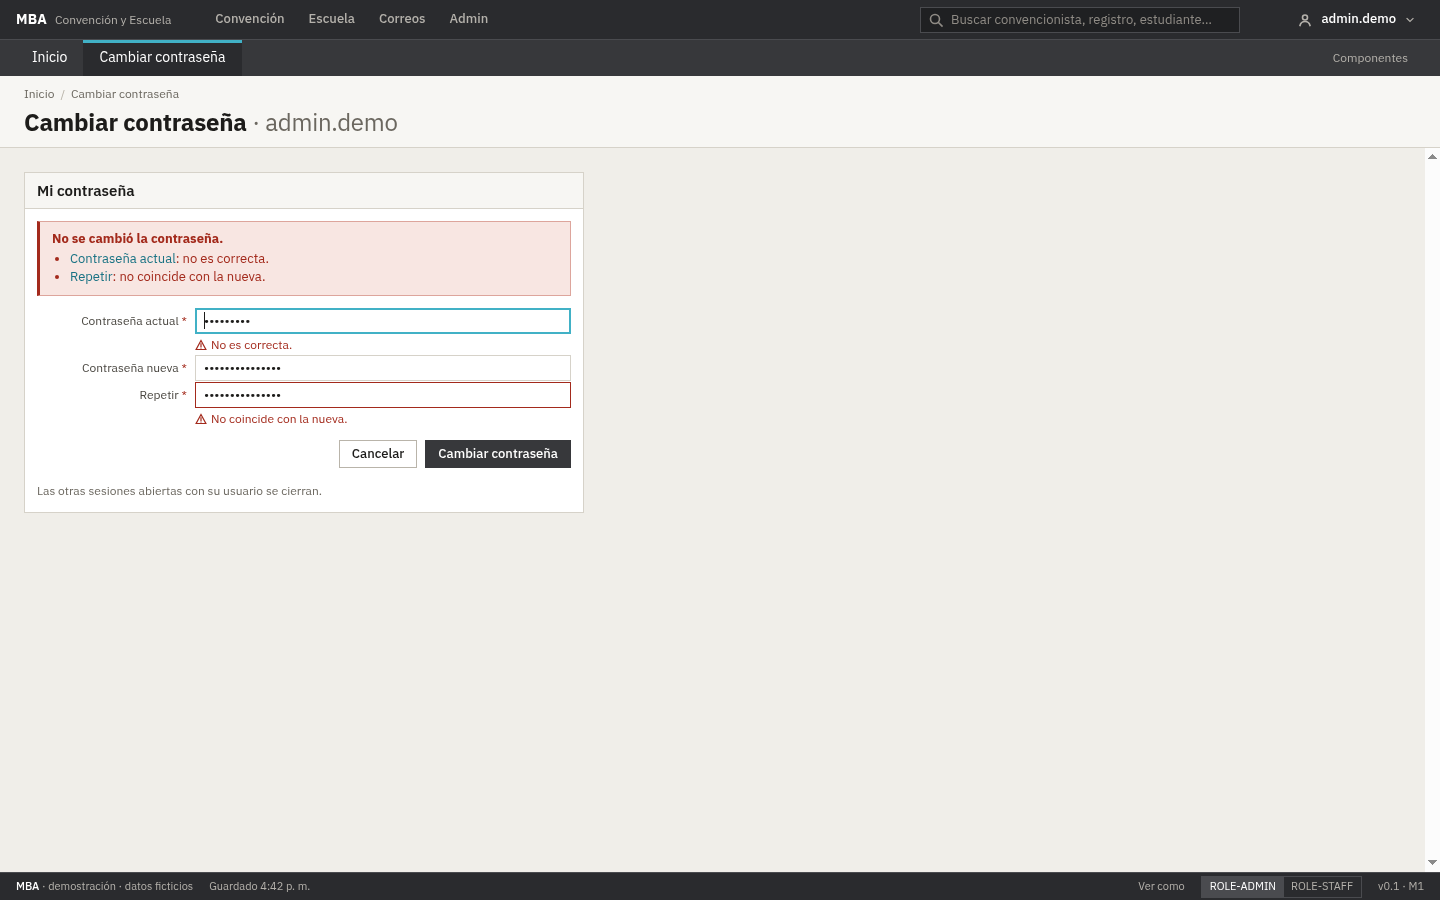 MBA Convención y Escuela Convención Escuela Correos Admin Buscar convencionista, registro, estudiante... admin.demo
Inicio Cambiar contraseña Componentes
Inicio / Cambiar contraseña
Cambiar contraseña · admin.demo
Mi contraseña
No se cambió la contraseña.
• Contraseña actual: no es correcta.
• Repetir: no coincide con la nueva.
Contraseña actual * •••••••••
No es correcta.
Contraseña nueva * •••••••••••••••
Repetir * •••••••••••••••
No coincide con la nueva.
Cancelar Cambiar contraseña
Las otras sesiones abiertas con su usuario se cierran.
MBA · demostración · datos ficticios Guardado 4:42 p. m. Ver como ROLE-ADMIN ROLE-STAFF v0.1 · M1